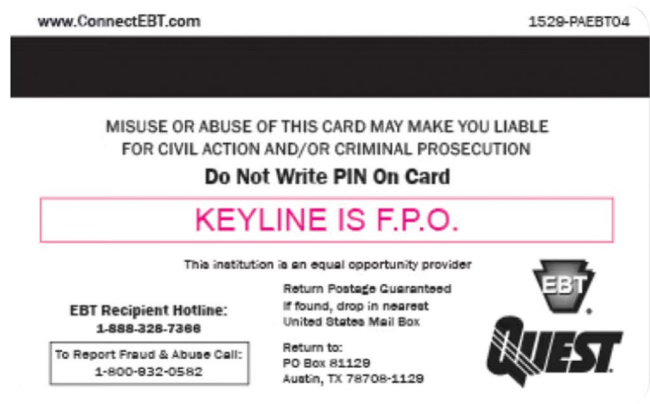 www.ConnectEBT.com 1529-PAEBT04
MISUSE OR ABUSE OF THIS CARD MAY MAKE YOU LIABLE
FOR CIVIL ACTION AND/OR CRIMINAL PROSECUTION
Do Not Write PIN On Card
KEYLINE IS F.P.O.
This institution is an equal opportunity provider
EBT Recipient Hotline:
1-888-328-7366
To Report Fraud & Abuse Call:
1-800-932-0582
Return Postage Guaranteed
If found, drop in nearest
United States Mail Box
Return to:
PO Box 81129
Austin, TX 78708-1129
EBT
QUEST